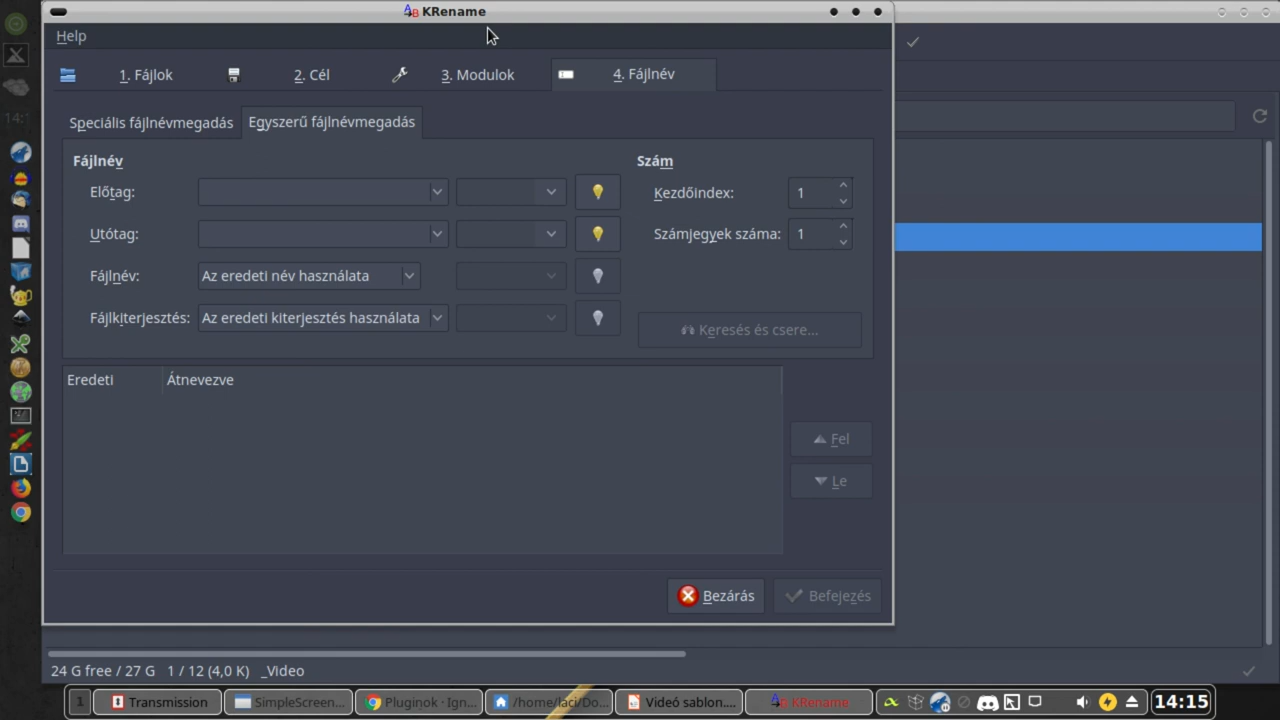 KRename
Help
1. Fájlok
2. Cél
3. Modulok
4. Fájlnév
Speciális fájlnévmegadás
Egyszerű fájlnévmegadás
Fájlnév
Előtag:
Utótag:
Fájlnév: Az eredeti név használata
Fájlkiterjesztés: Az eredeti kiterjesztés használata
Szám
Kezdőindex: 1
Számjegyek száma: 1
Keresés és csere...
Eredeti
Átnevezve
Fel
Le
Bezárás
Befejezés
24 G free / 27 G 1 / 12 (4,0 K) _Video
1
Transmission
SimpleScreen...
Pluginok · Ign...
/home/laci/Do...
Videó sablon....
KRename
14:15